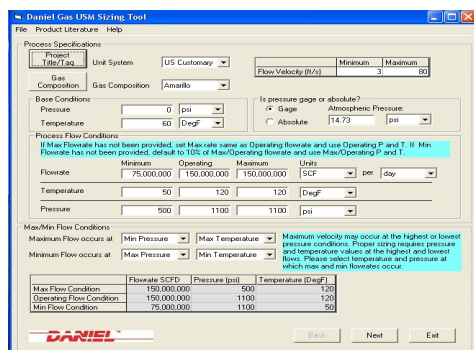 Daniel Gas USM Sizing Tool
File Product Literature Help
Process Specifications
Project Title/Tag Unit System US Customary
Minimum Maximum
Flow Velocity (ft/s) 3 80
Gas Composition Gas Composition Amarillo
Base Conditions
Pressure 0 psi
Temperature 60 DegF
Is pressure gage or absolute?
Gage Atmospheric Pressure:
Absolute 14.73 psi
Process Flow Conditions
If Max Flowrate has not been provided, set Max rate same as Operating flowrate and use Operating P and T. If Min
Flowrate has not been provided, default to 10% of Max/Operating flowrate and use Max/Operating P and T.
Minimum Operating Maximum Units
Flowrate 75,000,000 150,000,000 150,000,000 SCF per day
Temperature 50 120 120 DegF
Pressure 500 1100 1100 psi
Max/Min Flow Conditions
Maximum Flow occurs at Min Pressure Max Temperature
Minimum Flow occurs at Max Pressure Min Temperature
Maximum velocity may occur at the highest or lowest
pressure conditions. Proper sizing requires pressure
and temperature values at the highest and lowest
flows. Please select temperature and pressure at
which max and min flowrates occur.
Flowrate SCFD Pressure (psi) Temperature (DegF)
Max Flow Condition 150,000,000 500 120
Operating Flow Condition 150,000,000 1100 120
Min Flow Condition 75,000,000 1100 50
DANIEL
Back Next Exit